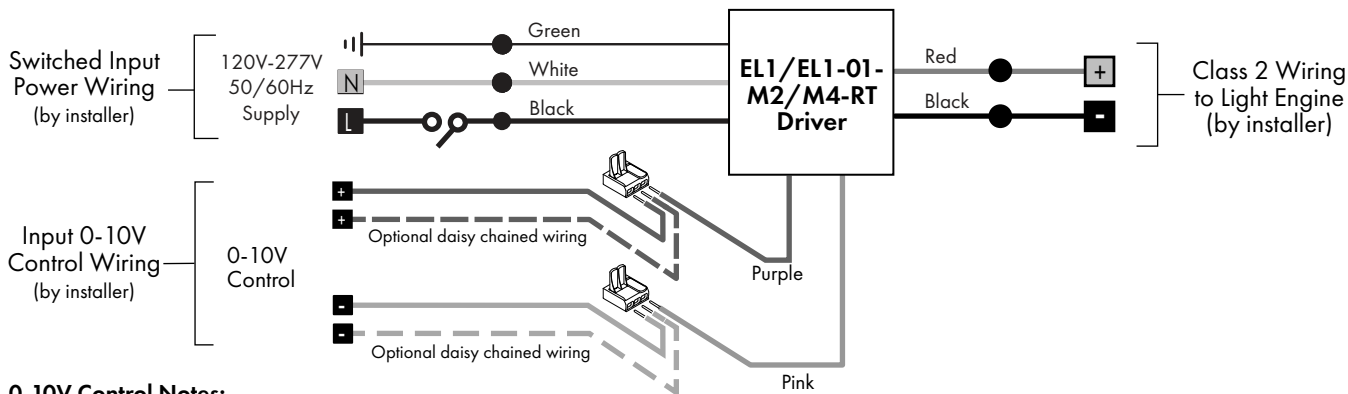 Switched Input
Power Wiring
(by installer)
120V-277V
50/60Hz
Supply
N
L
Green
White
Black
EL1/EL1-01-
M2/M4-RT
Driver
Red
Black
+
-
Class 2 Wiring
to Light Engine
(by installer)
Input 0-10V
Control Wiring
(by installer)
0-10V
Control
+
+
Optional daisy chained wiring
Purple
-
-
Optional daisy chained wiring
Pink
0-10V Control Notes: